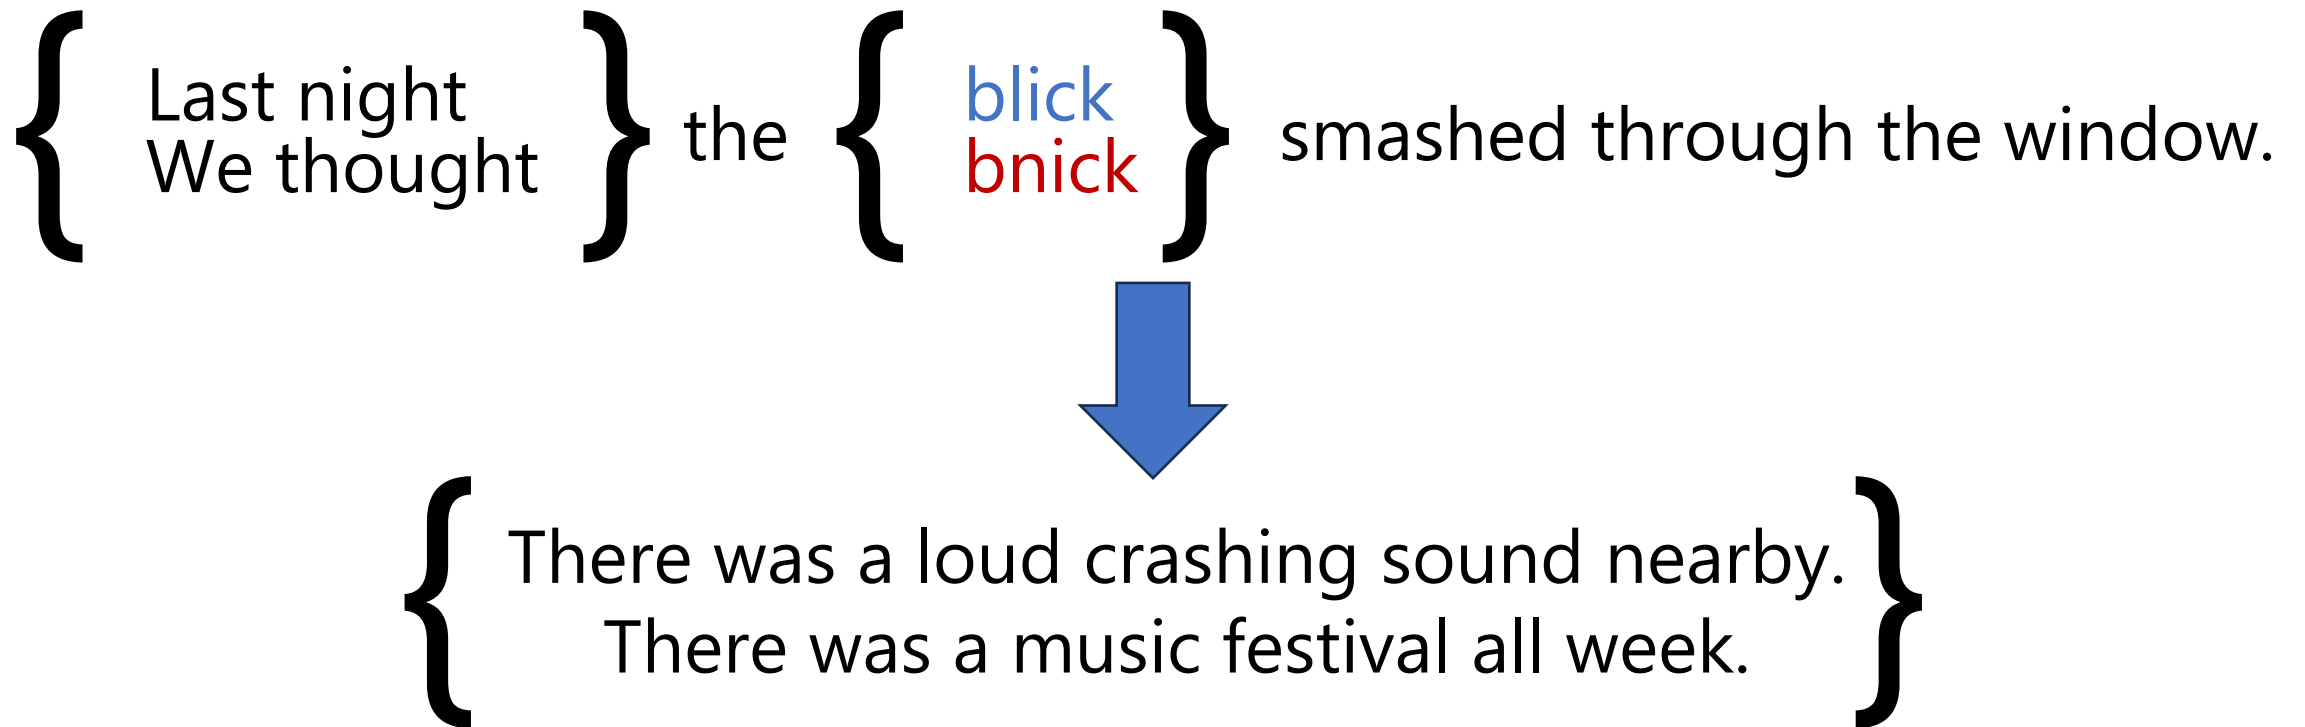 { Last night We thought } the { blick bnick } smashed through the window.
{ There was a loud crashing sound nearby.
There was a music festival all week. }